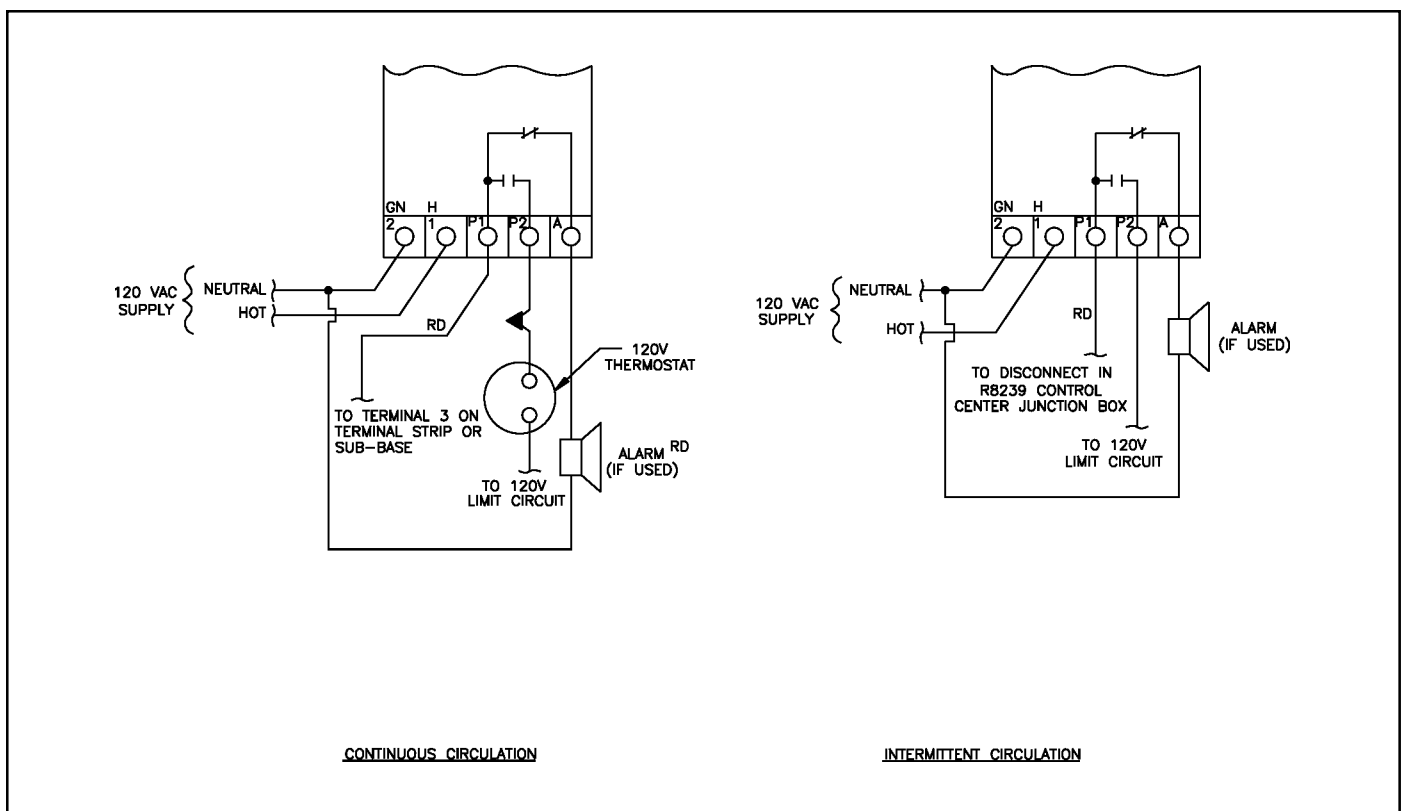 GN H
2 1 P1 P2 A
120 VAC
SUPPLY
NEUTRAL
HOT
RD
120V
THERMOSTAT
TO TERMINAL 3 ON
TERMINAL STRIP OR
SUB-BASE
ALARM RD
(IF USED)
TO 120V
LIMIT CIRCUIT
CONTINUOUS CIRCULATION
GN H
2 1 P1 P2 A
120 VAC
SUPPLY
NEUTRAL
HOT
RD
ALARM
(IF USED)
TO DISCONNECT IN
R8239 CONTROL
CENTER JUNCTION BOX
TO 120V
LIMIT CIRCUIT
INTERMITTENT CIRCULATION